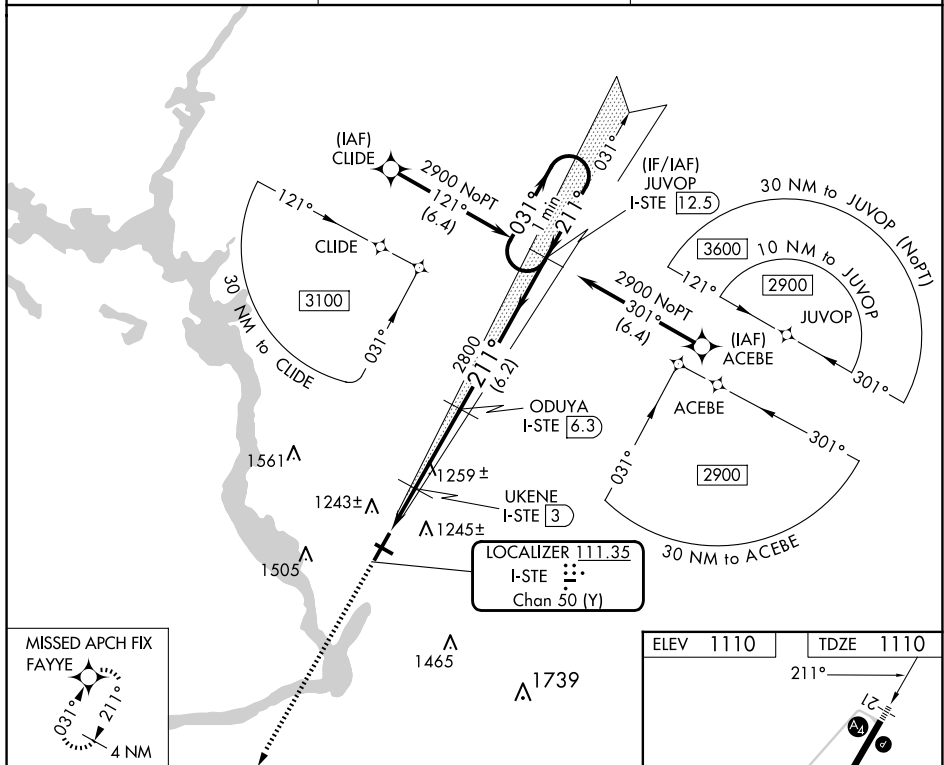 (IAF)
CLIDE
2900 NoPT
121°
(6.4)
031°
1 min
211°
031°
(IF/IAF)
JUVOP
I-STE 12.5
30 NM to JUVOP (NoPT)
3600
10 NM to JUVOP
2900
121°
JUVOP
301°
121°
CLIDE
3100
031°
30 NM to CLIDE
2900 NoPT
301°
(6.4)
(IAF)
ACEBE
2800
211°
(6.2)
ODUYA
I-STE 6.3
ACEBE
301°
031°
2900
30 NM to ACEBE
1561
1259 ±
1243±
UKENE
I-STE 3
1245±
1505
LOCALIZER 111.35
I-STE
Chan 50 (Y)
1465
1739
MISSED APCH FIX
FAYYE
031°
211°
4 NM
ELEV 1110
TDZE 1110
211°
21
A4
P